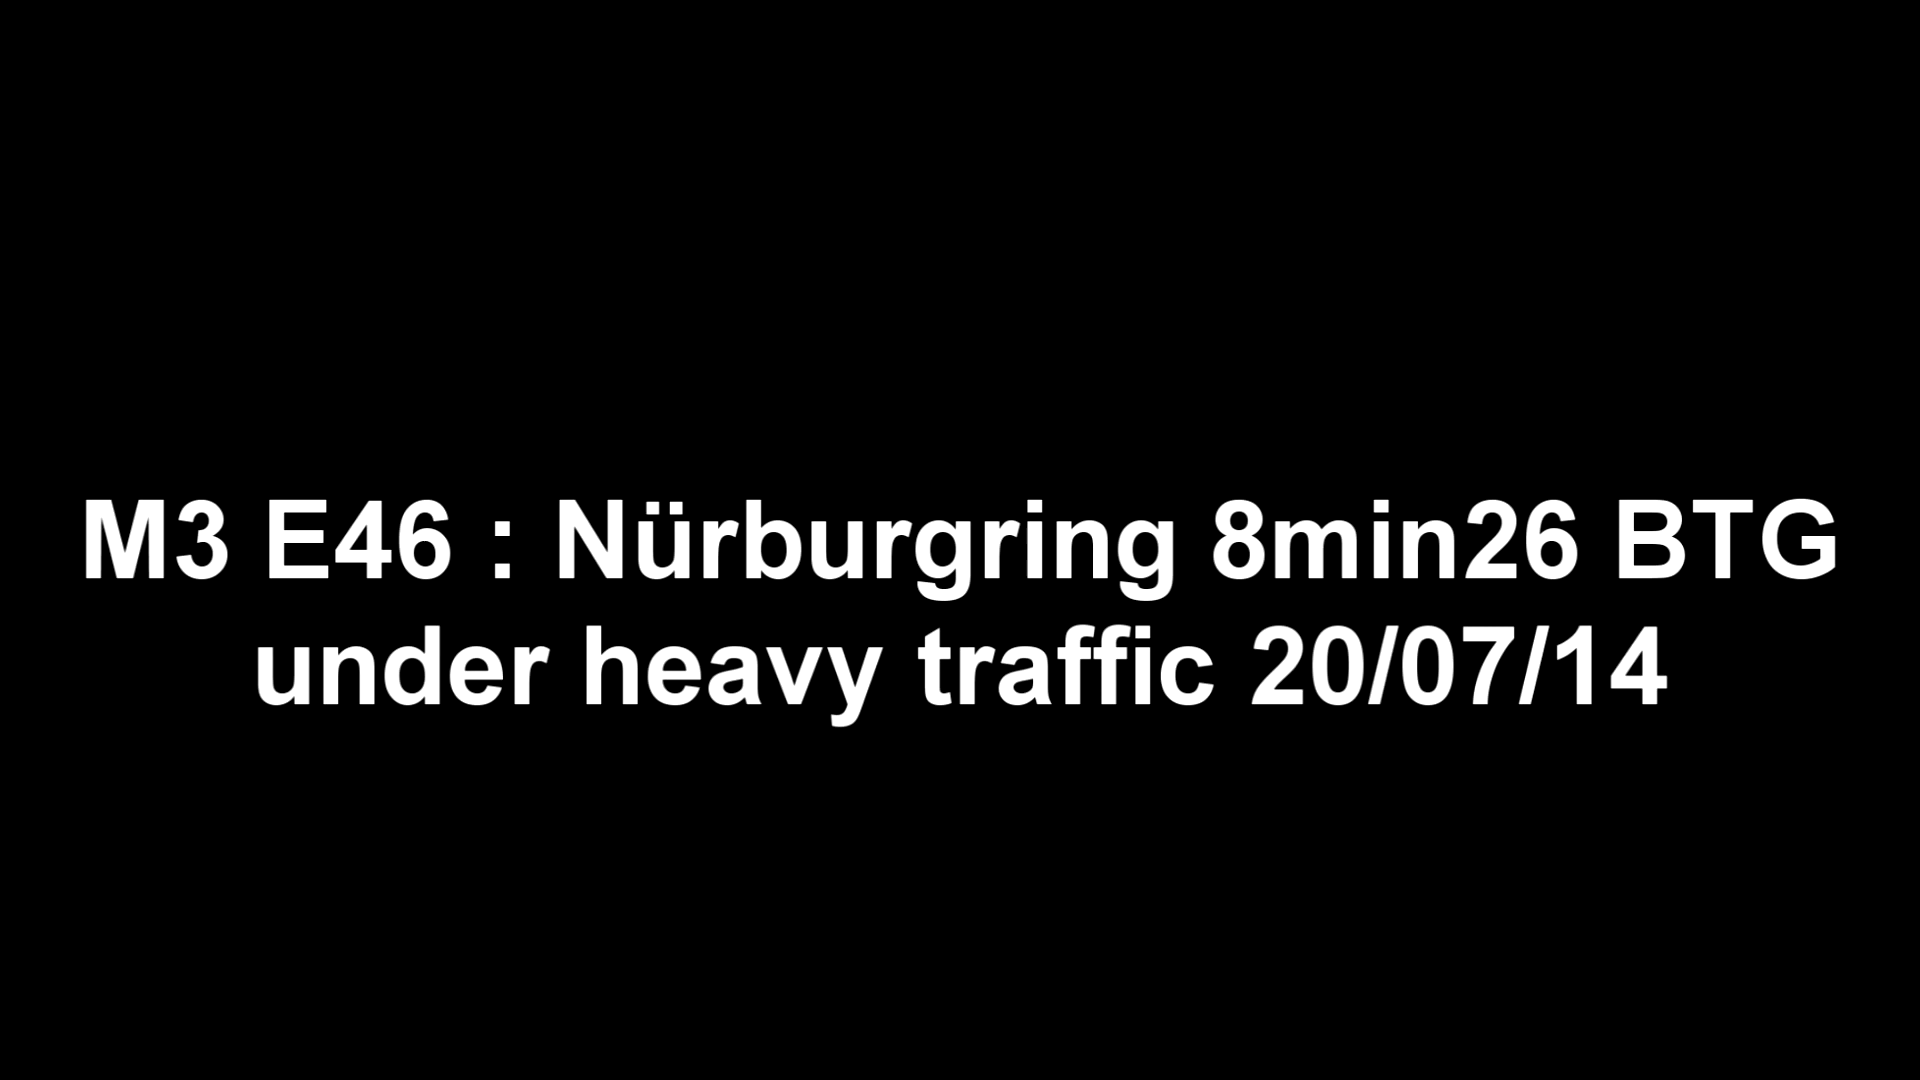 M3 E46 : Nürburgring 8min26 BTG
under heavy traffic 20/07/14